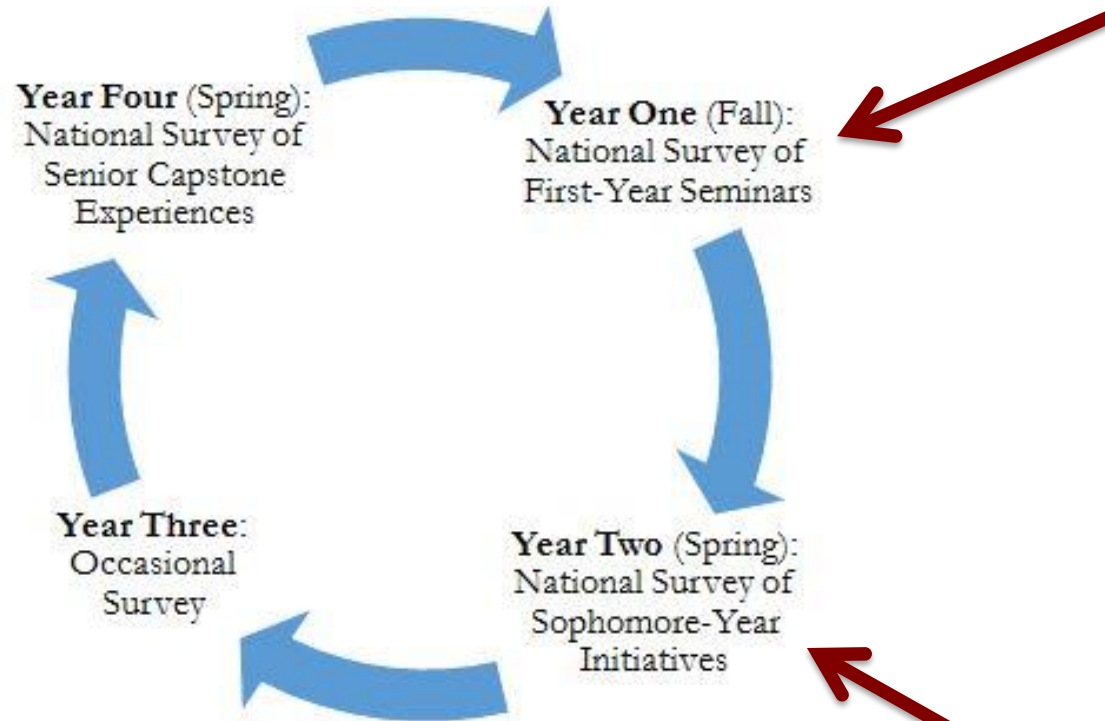 Year Four (Spring):
National Survey of
Senior Capstone
Experiences
Year One (Fall):
National Survey of
First-Year Seminars
Year Two (Spring):
National Survey of
Sophomore-Year
Initiatives
Year Three:
Occasional
Survey